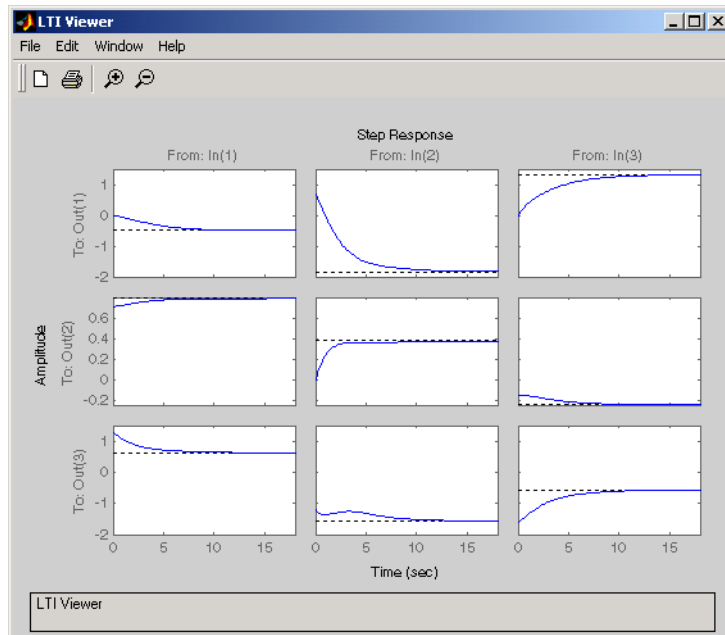 LTI Viewer
File Edit Window Help
Step Response
From: In(1) From: In(2) From: In(3)
Amplitude
To: Out(1)
1
0
-1
-2
To: Out(2)
0.6
0.4
0.2
0
-0.2
To: Out(3)
1
0
-1
-2
0 5 10 15 0 5 10 15 0 5 10 15
Time (sec)
LTI Viewer